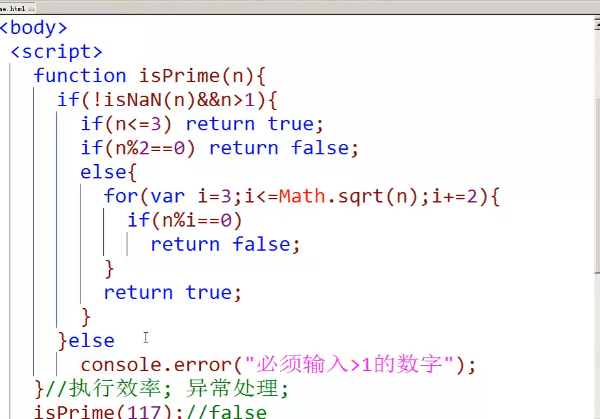 <body>
<script>
function isPrime(n){
if(!isNaN(n)&&n>1){
if(n<=3) return true;
if(n%2==0) return false;
else{
for(var i=3;i<=Math.sqrt(n);i+=2){
if(n%i==0)
return false;
}
return true;
}
}else
console.error("必须输入>1的数字");
}//执行效率; 异常处理;
isPrime(117);//false